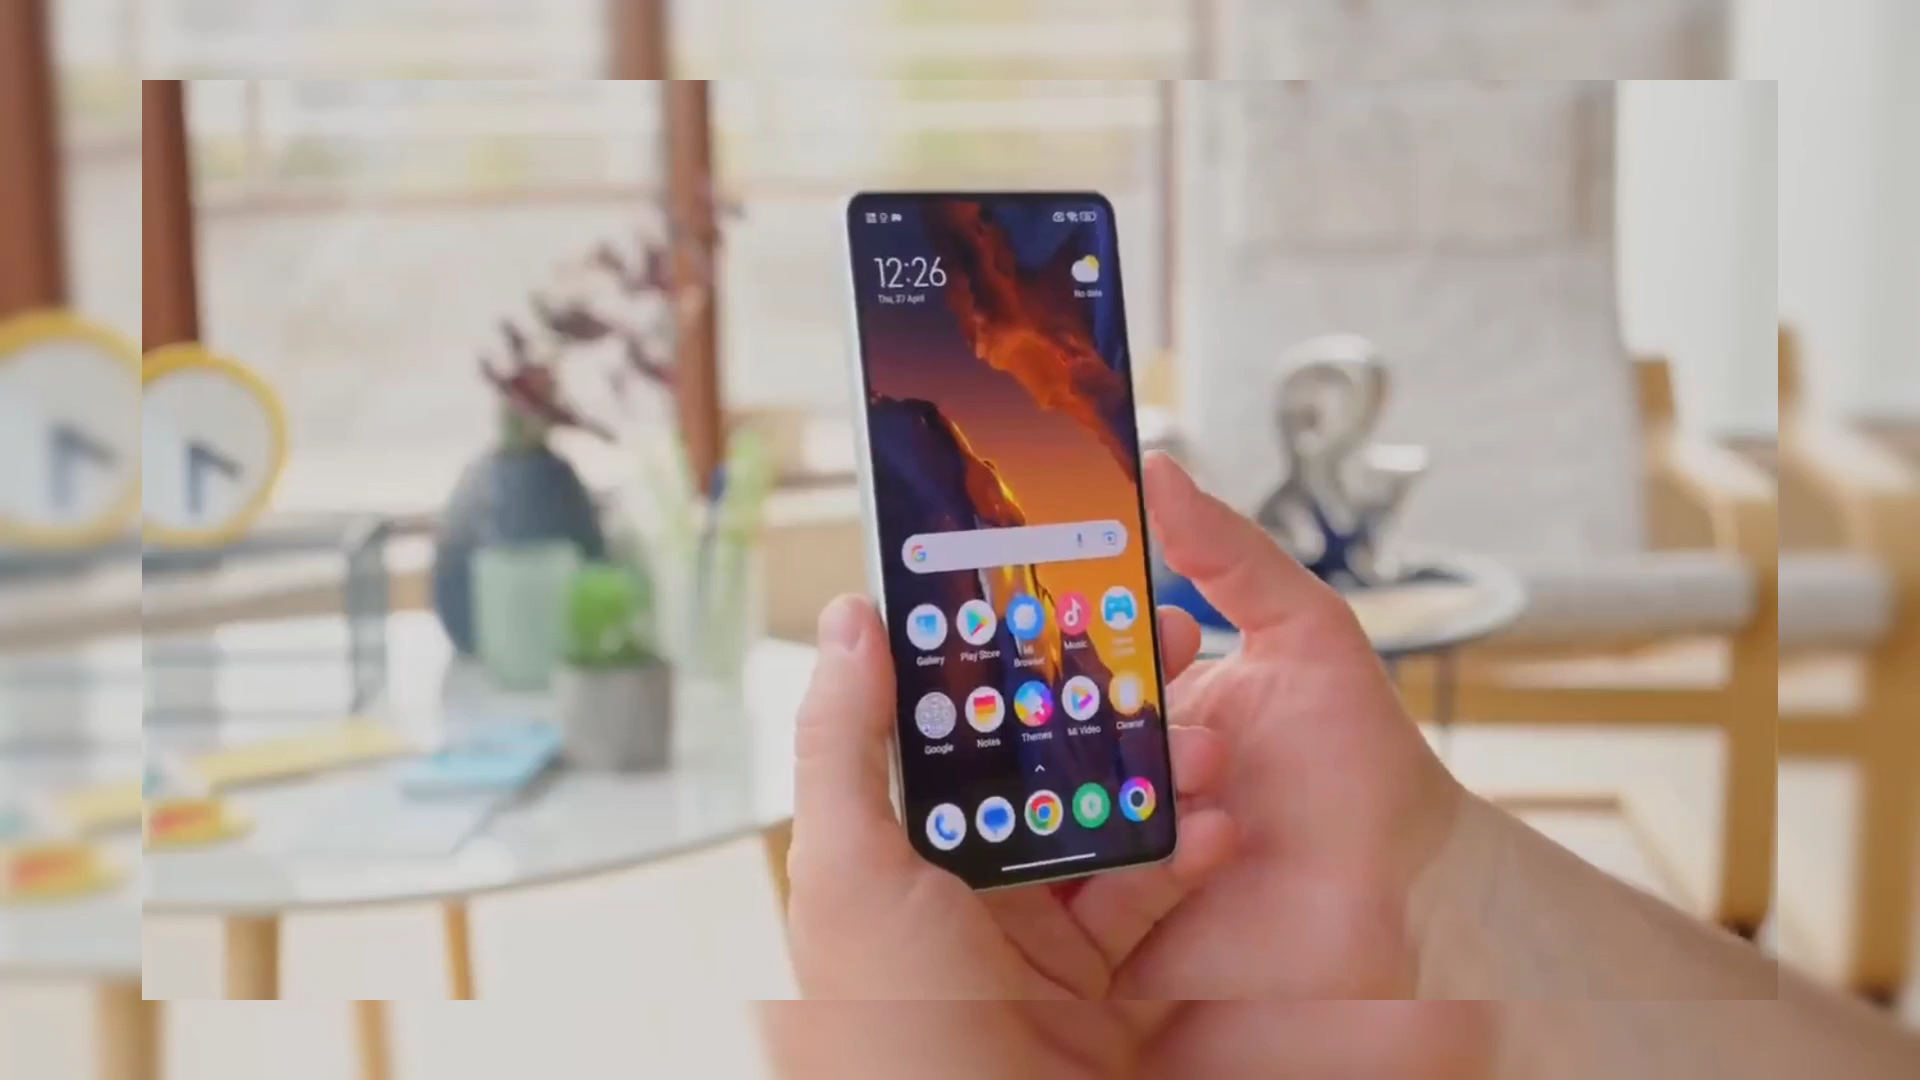 12:26
Thu, 27 April
No data
Gallery
Play Store
Mi
Browser
Music
Google
Notes
Themes
Mi Video
Cleaner